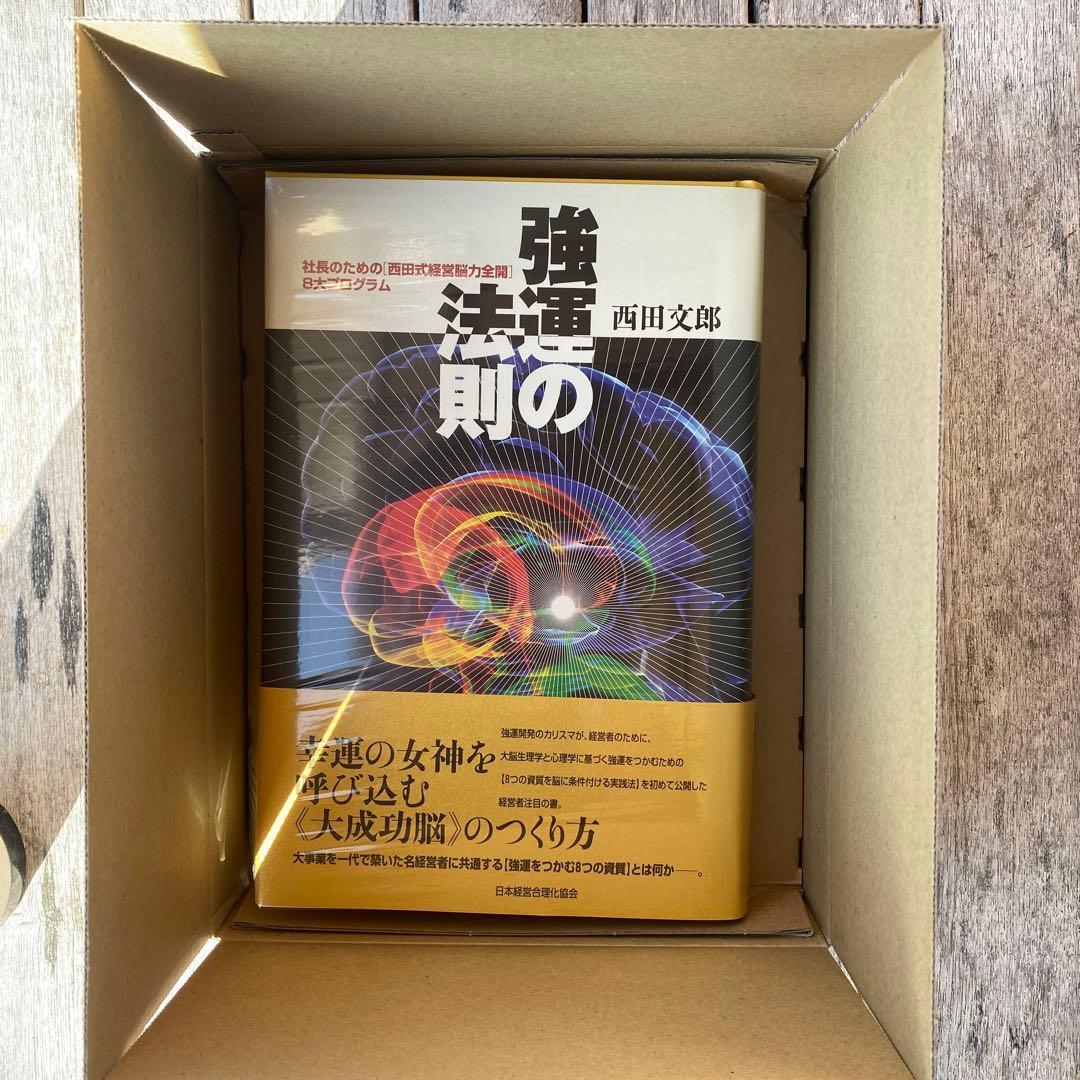 強運の
法則
社長のための[西田式経営脳力全開]
8大プログラム
西田文郎
幸運の女神を
呼び込む
《大成功脳》のつくり方
強運開発のカリスマが、経営者のために、
大脳生理学と心理学に基づく強運をつかむための
【8つの資質を脳に条件付ける実践法】を初めて公開した
経営者注目の書。
大事業を一代で築いた名経営者に共通する【強運をつかむ8つの資質】とは何か──。
日本経営合理化協会